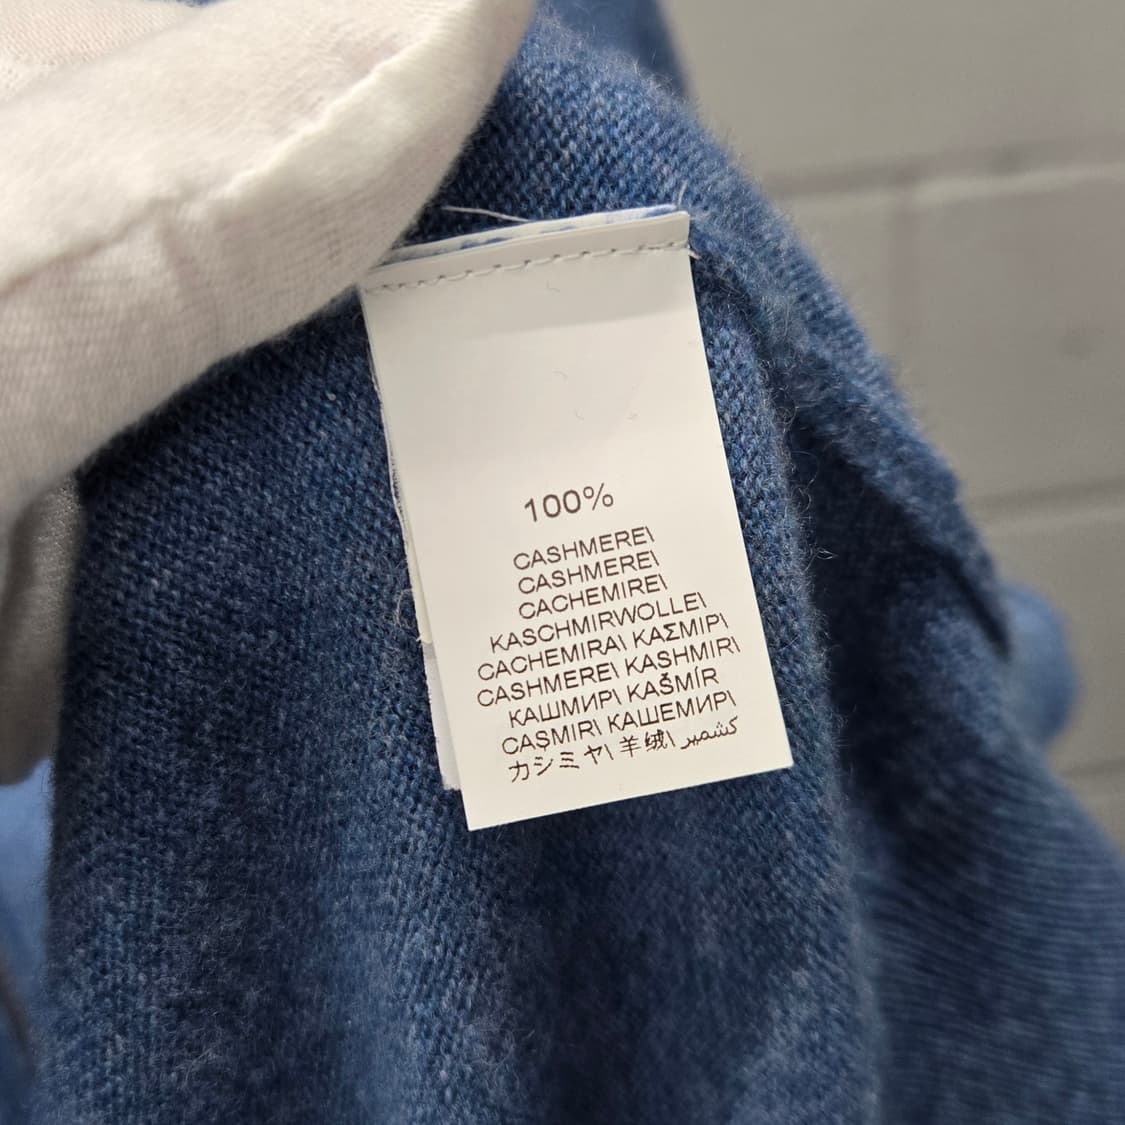 100%
CASHMERE\
CASHMERE\
CACHEMIRE\
KASCHMIRWOLLE\
CACHEMIRA\ ΚΑΣΜΙΡ\
CASHMERE\ KASHMIR\
КАШМИР\ KAŠMÍR
CAŞMIR\ КАШЕМИР\
カシミヤ\ 羊绒\ كشمير